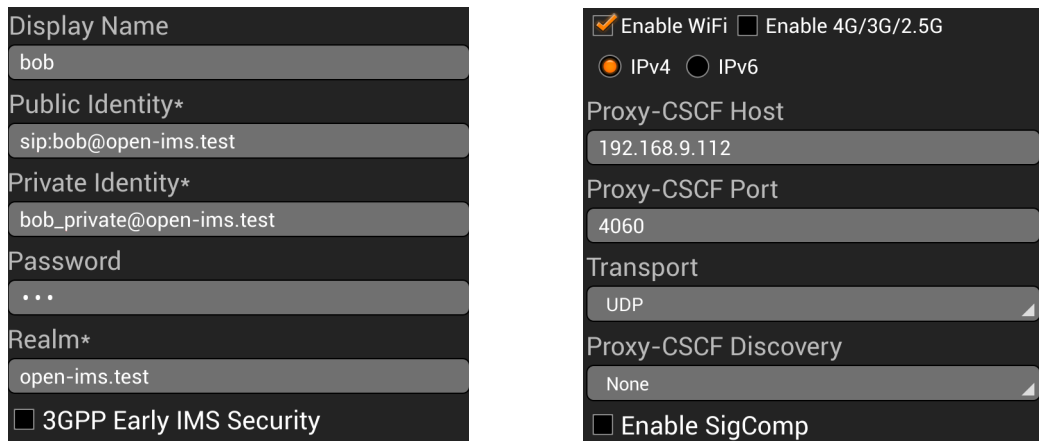 Display Name
bob
Public Identity*
sip:bob@open-ims.test
Private Identity*
bob_private@open-ims.test
Password
•••
Realm*
open-ims.test
3GPP Early IMS Security
Enable WiFi Enable 4G/3G/2.5G
IPv4 IPv6
Proxy-CSCF Host
192.168.9.112
Proxy-CSCF Port
4060
Transport
UDP
Proxy-CSCF Discovery
None
Enable SigComp